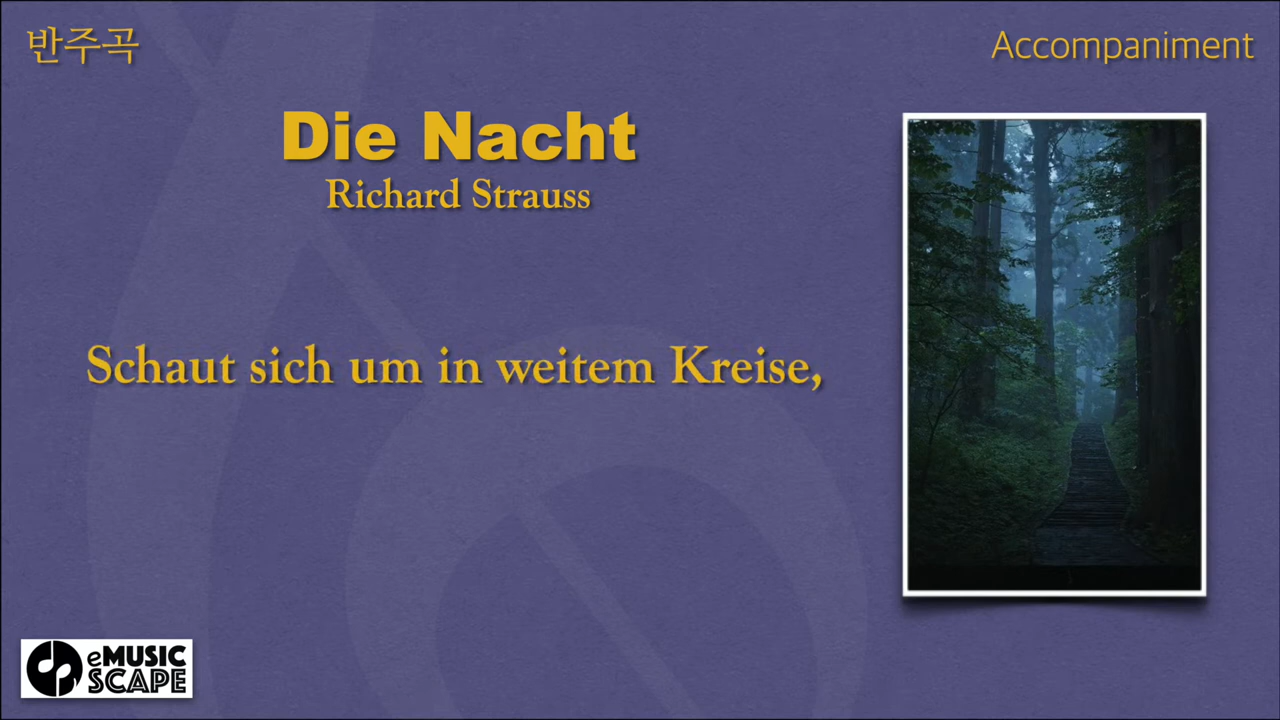 반주곡
Accompaniment
Die Nacht
Richard Strauss
Schaut sich um in weitem Kreise,
eMUSIC
SCAPE